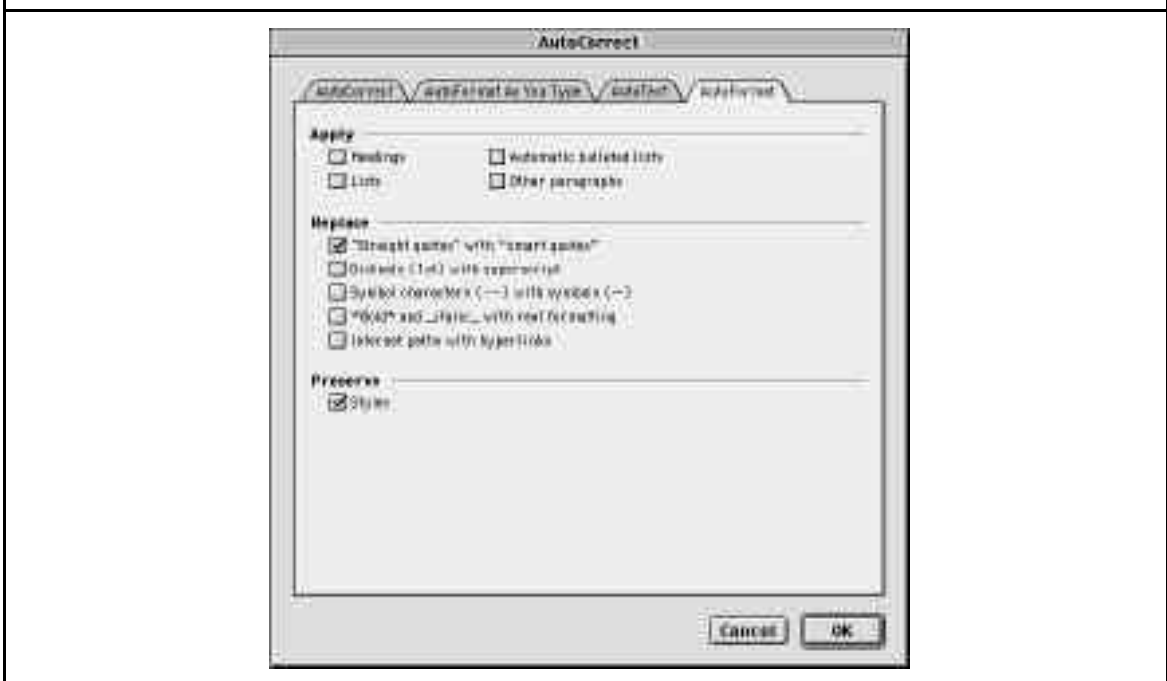 AutoCorrect
AutoCorrect AutoFormat As You Type AutoText AutoFormat
Apply
Headings Automatic bulleted lists
Lists Other paragraphs
Replace
"Straight quotes" with “smart quotes”
Ordinals (1st) with superscript
Symbol characters (--) with symbols (—)
*Bold* and _italic_ with real formatting
Internet paths with hyperlinks
Preserve
Styles
Cancel OK